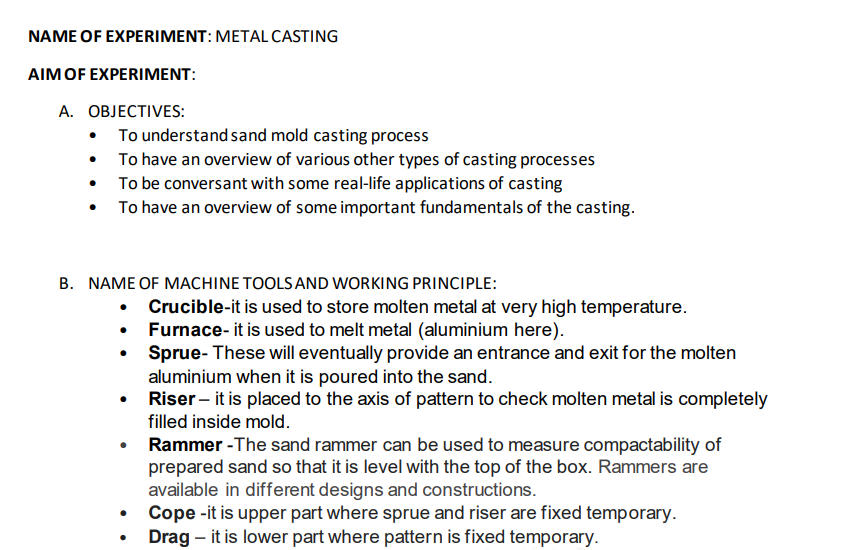 NAME OF EXPERIMENT: METAL CASTING
AIM OF EXPERIMENT:
A. OBJECTIVES:
• To understand sand mold casting process
• To have an overview of various other types of casting processes
• To be conversant with some real-life applications of casting
• To have an overview of some important fundamentals of the casting.
B. NAME OF MACHINE TOOLS AND WORKING PRINCIPLE:
• Crucible-it is used to store molten metal at very high temperature.
• Furnace- it is used to melt metal (aluminium here).
• Sprue- These will eventually provide an entrance and exit for the molten
aluminium when it is poured into the sand.
• Riser – it is placed to the axis of pattern to check molten metal is completely
filled inside mold.
• Rammer -The sand rammer can be used to measure compactability of
prepared sand so that it is level with the top of the box. Rammers are
available in different designs and constructions.
• Cope -it is upper part where sprue and riser are fixed temporary.
• Drag – it is lower part where pattern is fixed temporary.